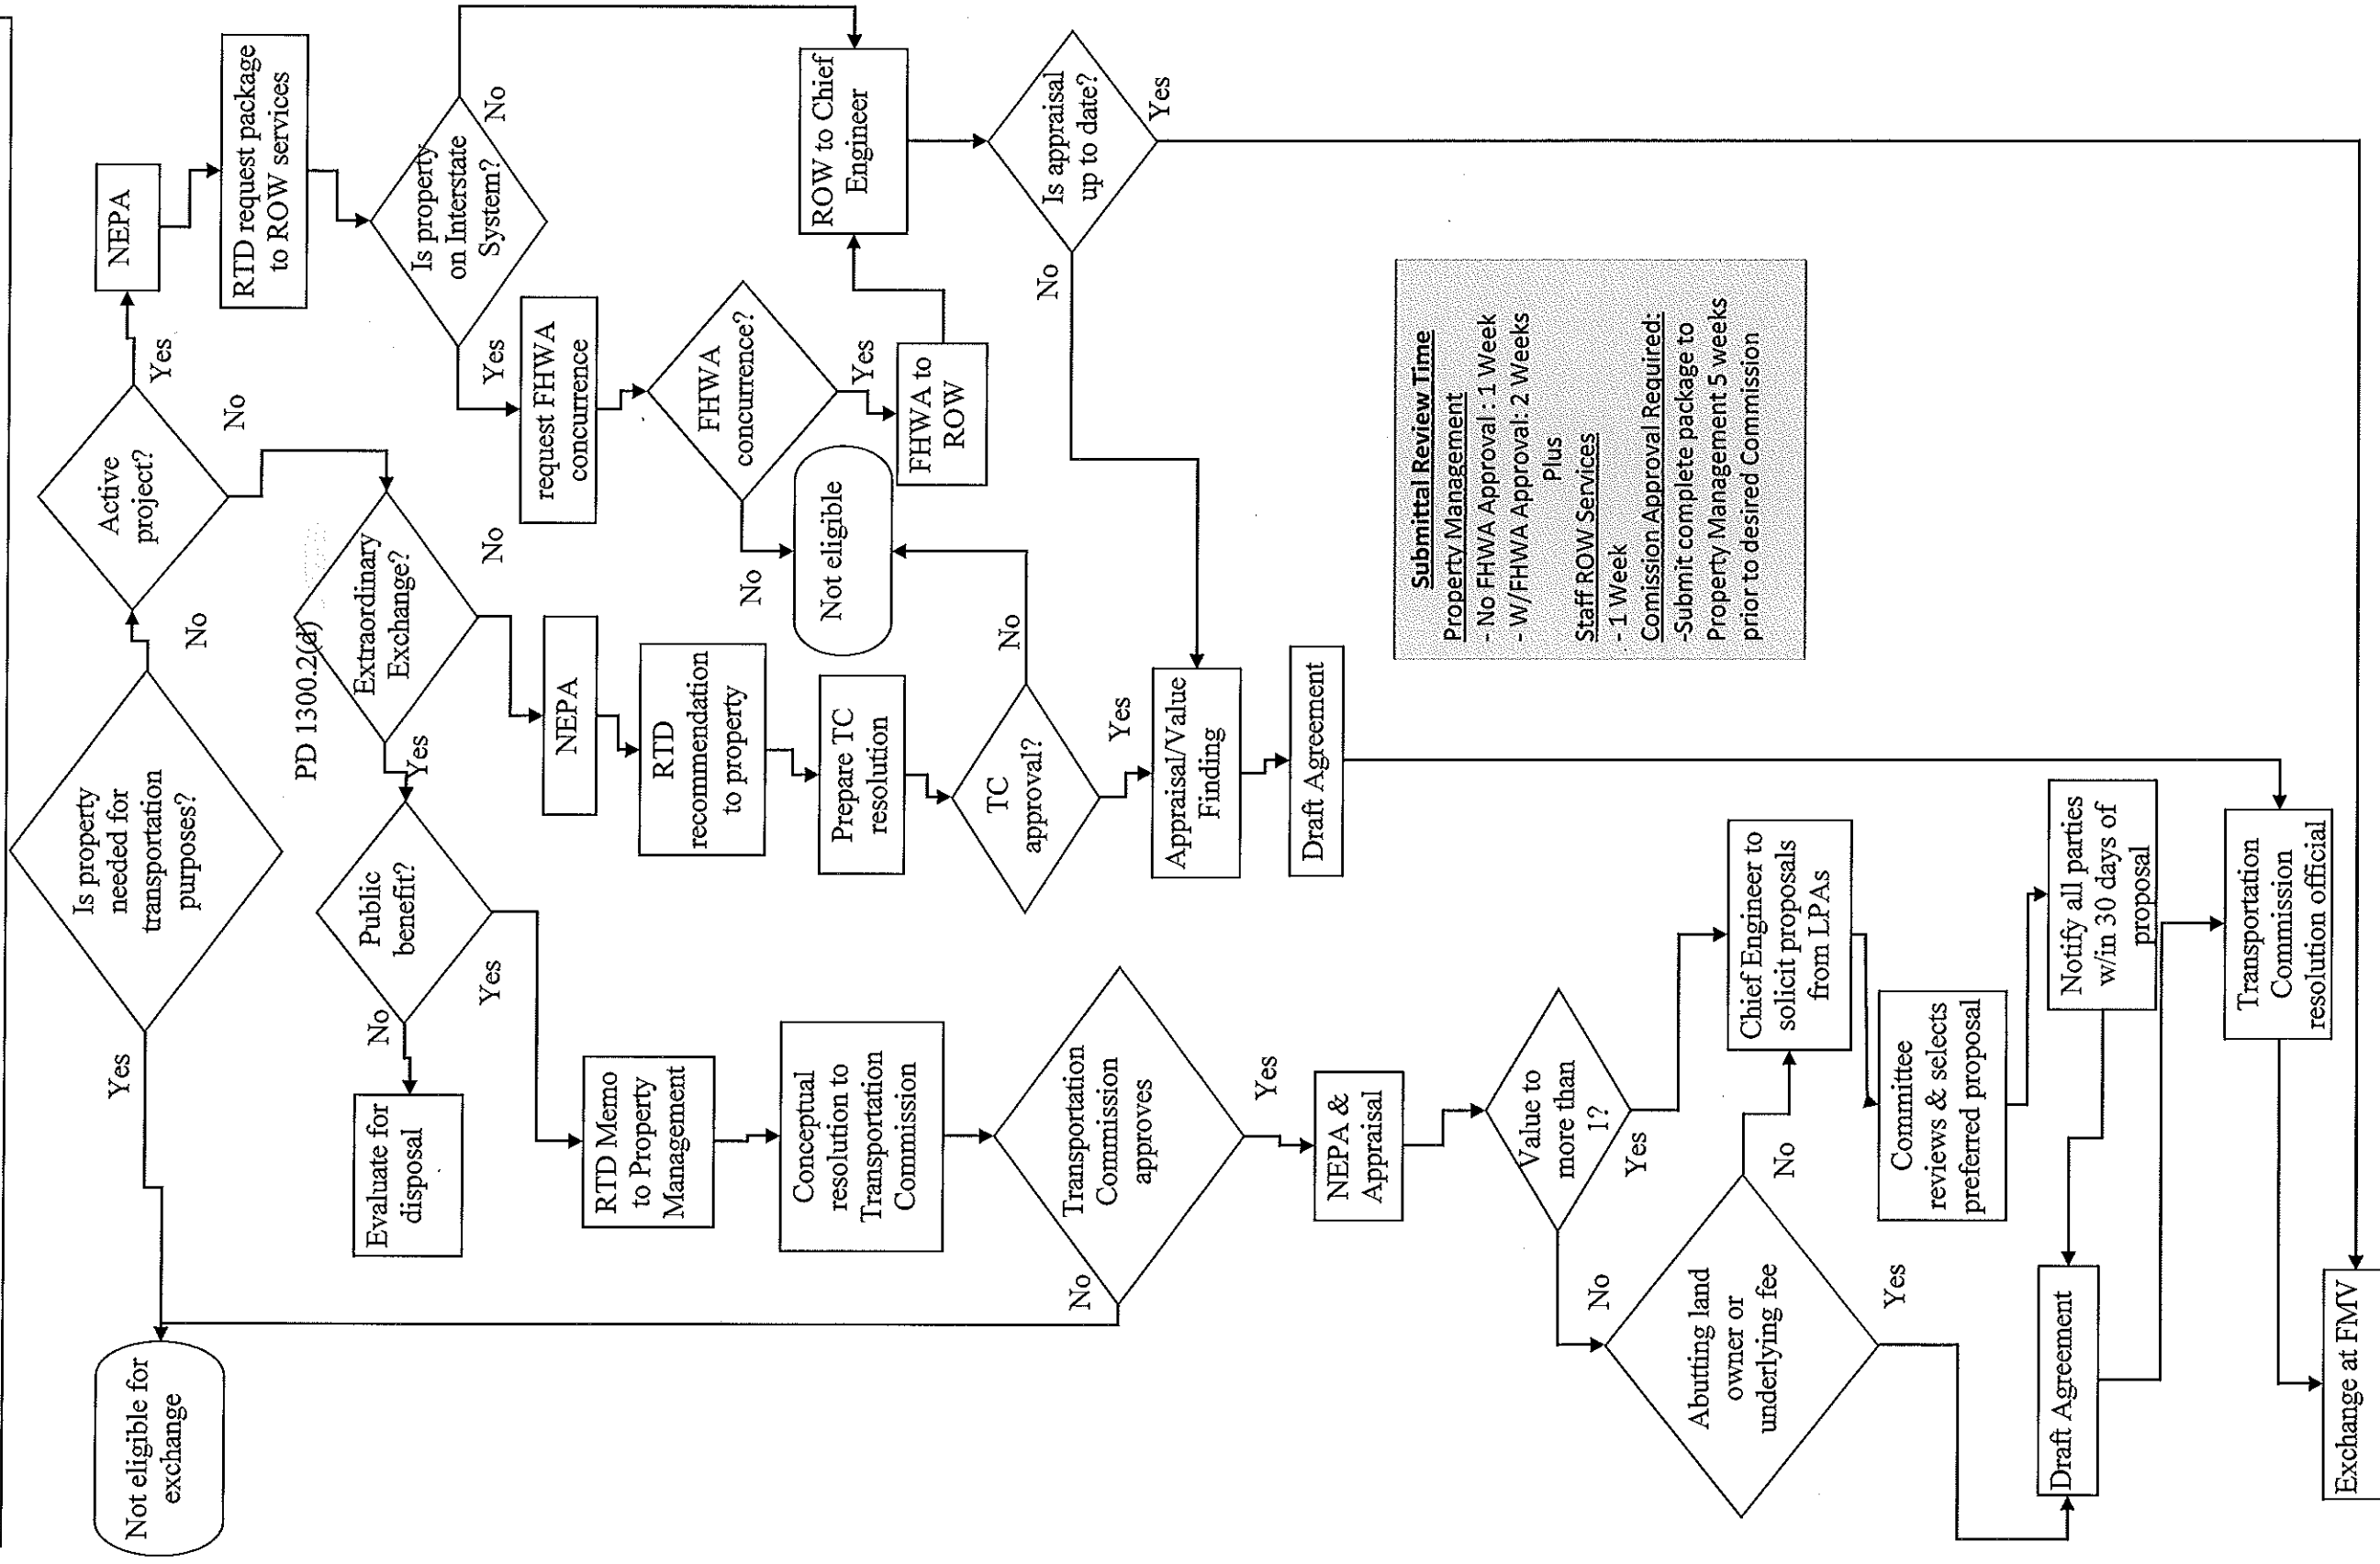 Is property
needed for
transportation
purposes?
Yes
No
Not eligible for
exchange
Active
project?
Yes
No
NEPA
RTD request package
to ROW services
Is property
on Interstate
System?
No
Yes
request FHWA
concurrence
FHWA
concurrence?
No
Yes
Not eligible
FHWA to
ROW
ROW to Chief
Engineer
Is appraisal
up to date?
No
Yes
PD 1300.2(d)
Extraordinary
Exchange?
Yes
No
NEPA
RTD
recommendation
to property
Prepare TC
resolution
TC
approval?
No
Yes
Appraisal/Value
Finding
Draft Agreement
Public
benefit?
No
Yes
Evaluate for
disposal
RTD Memo
to Property
Management
Conceptual
resolution to
Transportation
Commission
Transportation
Commission
approves
No
Yes
NEPA &
Appraisal
Value to
more than
1?
No
Yes
Abuting land
owner or
underlying fee
No
Yes
Chief Engineer to
solicit proposals
from LPAs
Committee
reviews & selects
preferred proposal
Notify all parties
w/in 30 days of
proposal
Draft Agreement
Transportation
Commission
resolution official
Exchange at FMV
Submittal Review Time
Property Management:
- No FHWA Approval : 1 Week
- W/FHWA Approval: 2 Weeks
Plus
Staff ROW Services
- 1 Week
Comission Approval Required:
-Submit complete package to
Property Management 5 weeks
prior to desired Commission